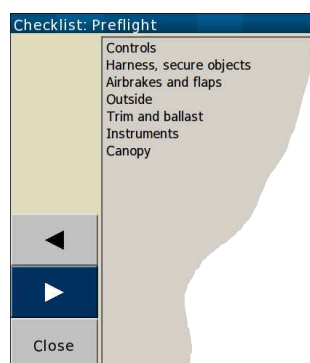 Checklist: Preflight
Controls
Harness, secure objects
Airbrakes and flaps
Outside
Trim and ballast
Instruments
Canopy
Close